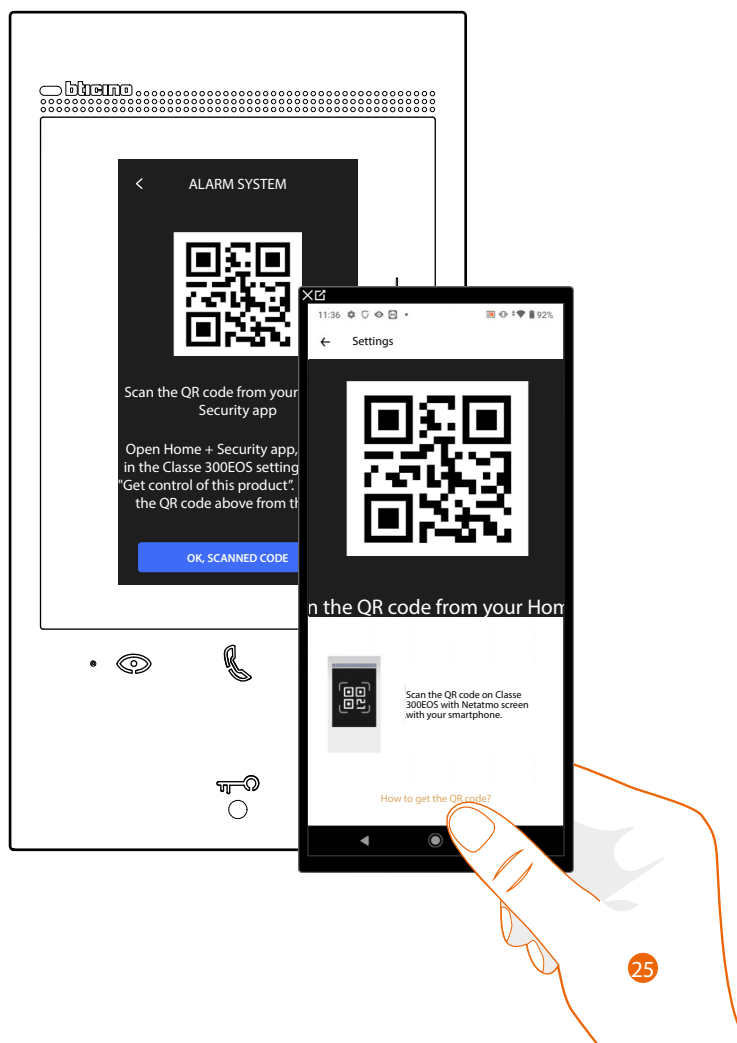 bticino
ALARM SYSTEM
Scan the QR code from your
Security app
Open Home + Security app,
in the Classe 300EOS setting
"Get control of this product".
the QR code above from th
OK, SCANNED CODE
11:36
92%
Settings
n the QR code from your Hom
Scan the QR code on Classe
300EOS with Netatmo screen
with your smartphone.
How to get the QR code?
25